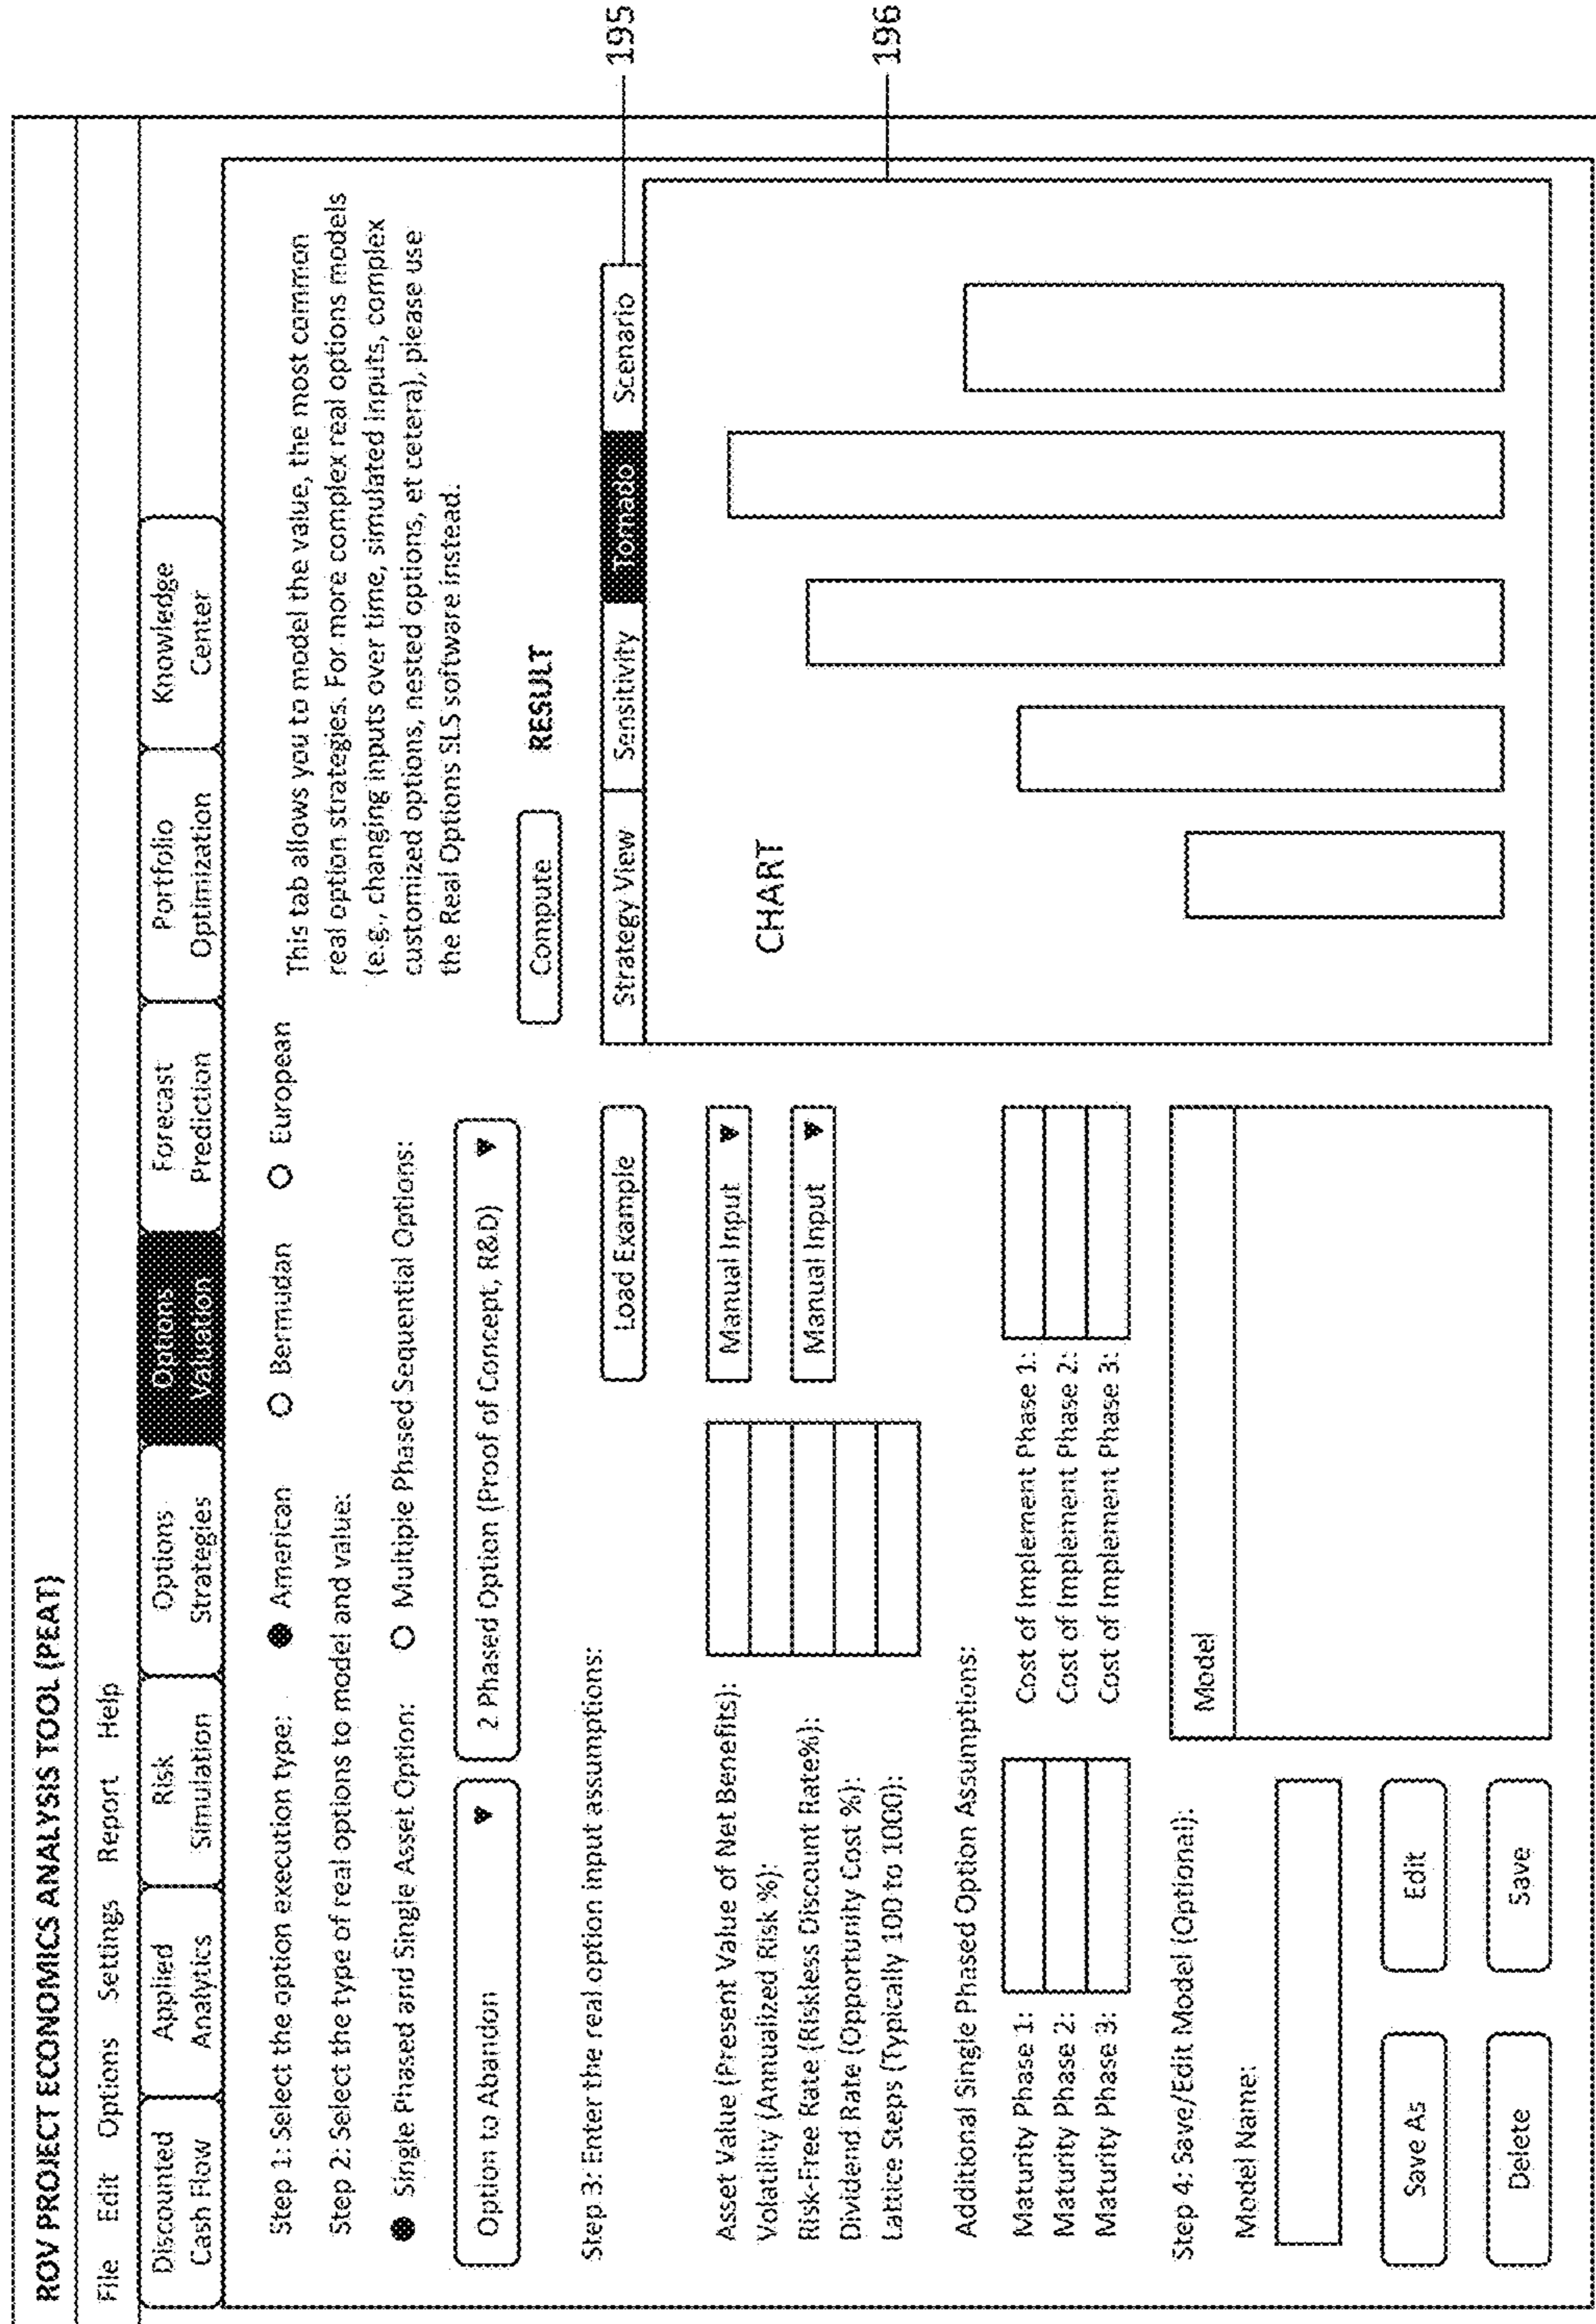 ROV PROJECT ECONOMICS ANALYSIS TOOL (PEAT)
File Edit Options Settings Report Help
Discounted
Cash Flow
Applied
Analytics
Risk
Simulation
Options
Strategies
Options
Valuation
Forecast
Prediction
Portfolio
Optimization
Knowledge
Center
Step 1: Select the option execution type: American Bermudan European
Step 2: Select the type of real options to model and value:
Single Phased and Single Asset Option: Multiple Phased Sequential Options:
Option to Abandon ▼ 2 Phased Option (Proof of Concept, R&D) ▼
This tab allows you to model the value, the most common
real option strategies. For more complex real options models
(e.g., changing inputs over time, simulated inputs, complex
customized options, nested options, et cetera), please use
the Real Options SLS software instead.
Compute RESULT
Step 3: Enter the real option input assumptions:
Load Example
Asset Value (Present Value of Net Benefits): Manual Input ▼
Volatility (Annualized Risk %):
Risk-Free Rate (Riskless Discount Rate%): Manual Input ▼
Dividend Rate (Opportunity Cost %):
Lattice Steps (Typically 100 to 1000):
Additional Single Phased Option Assumptions:
Maturity Phase 1: Cost of Implement Phase 1:
Maturity Phase 2: Cost of Implement Phase 2:
Maturity Phase 3: Cost of Implement Phase 3:
Step 4: Save/Edit Model (Optional):
Model Name:
Model
Save As Edit
Delete Save
Strategy View Sensitivity Tornado Scenario
CHART
195
196